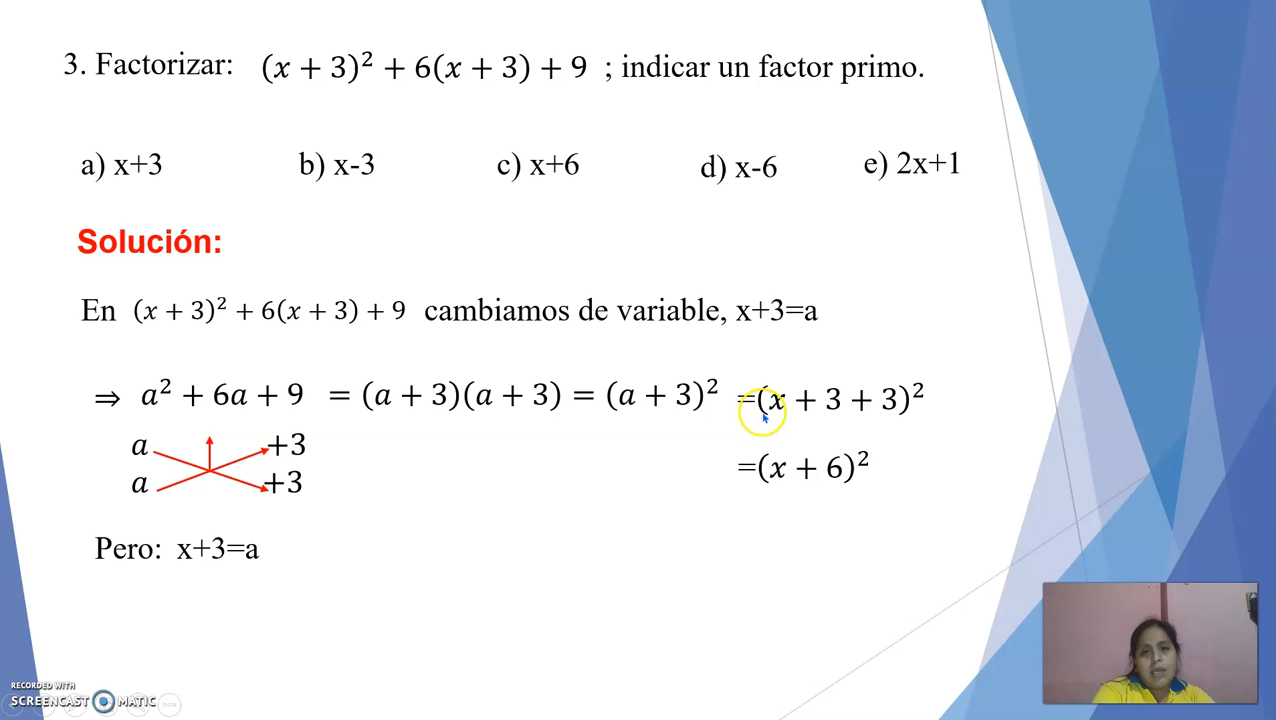 3. Factorizar: (x + 3)² + 6(x + 3) + 9 ; indicar un factor primo.
a) x+3 b) x-3 c) x+6 d) x-6 e) 2x+1
Solución:
En (x + 3)² + 6(x + 3) + 9 cambiamos de variable, x+3=a
⇒ a² + 6a + 9 = (a + 3)(a + 3) = (a + 3)² =(x + 3 + 3)²
a +3
a +3
=(x + 6)²
Pero: x+3=a
RECORDED WITH
SCREENCAST MATIC